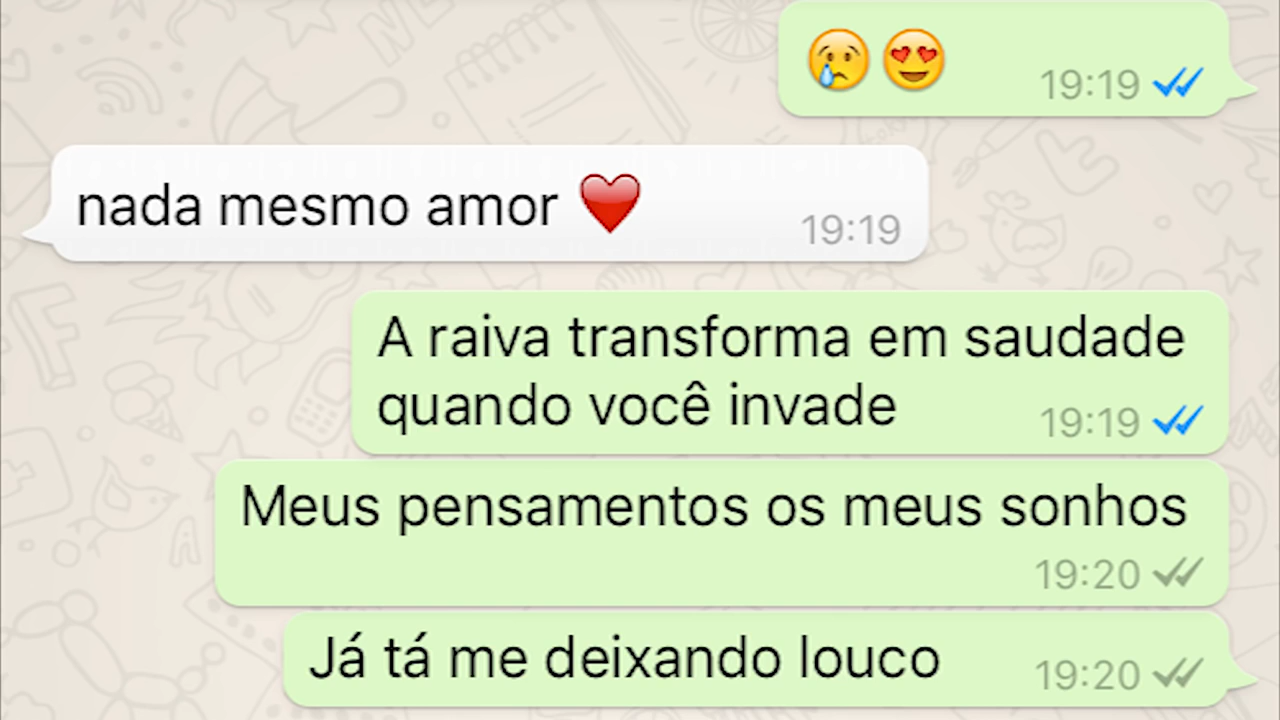 😢😍 19:19
nada mesmo amor ❤️ 19:19
A raiva transforma em saudade
quando você invade 19:19
Meus pensamentos os meus sonhos
19:20
Já tá me deixando louco 19:20